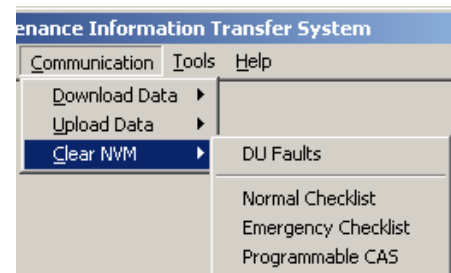 enance Information Transfer System
Communication Tools Help
Download Data
Upload Data
Clear NVM
DU Faults
Normal Checklist
Emergency Checklist
Programmable CAS